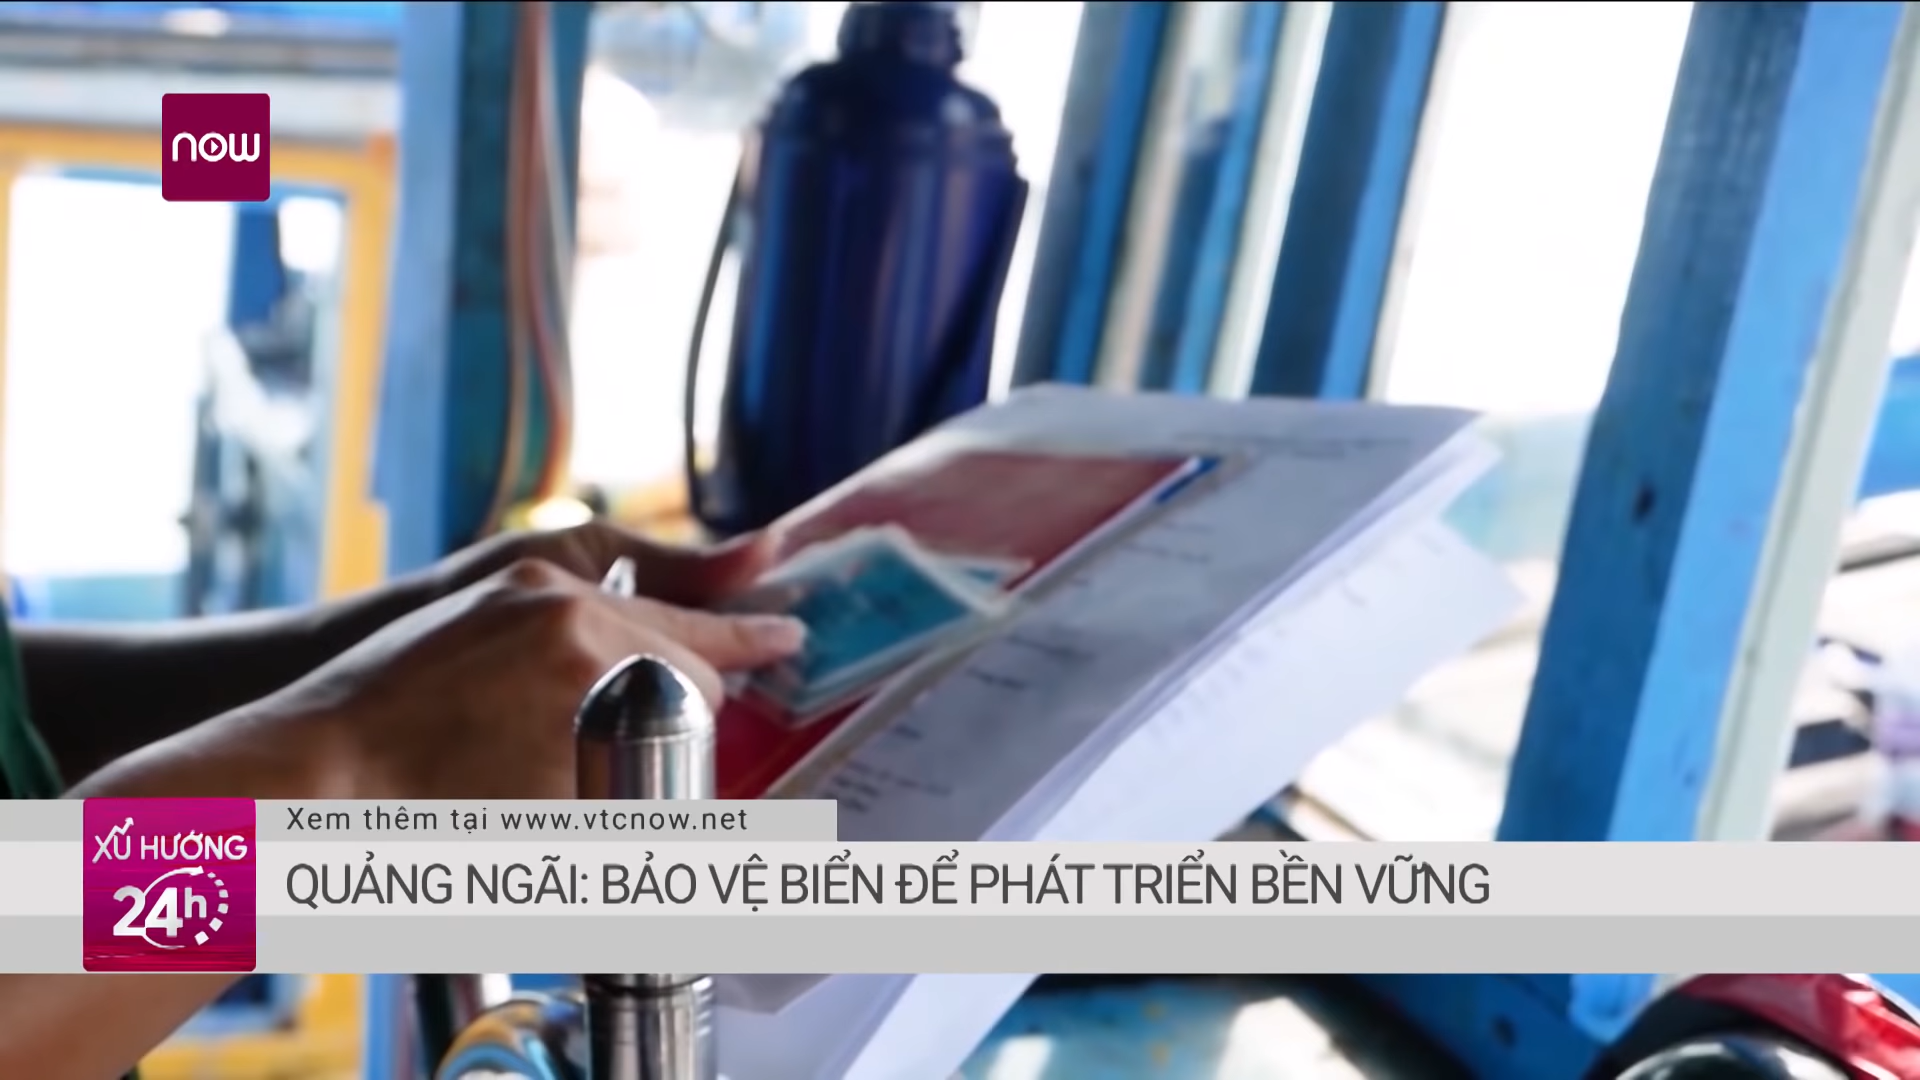 now
Xem thêm tại www.vtcnow.net
XU HƯỚNG
24h
QUẢNG NGÃI: BẢO VỆ BIỂN ĐỂ PHÁT TRIỂN BỀN VỮNG